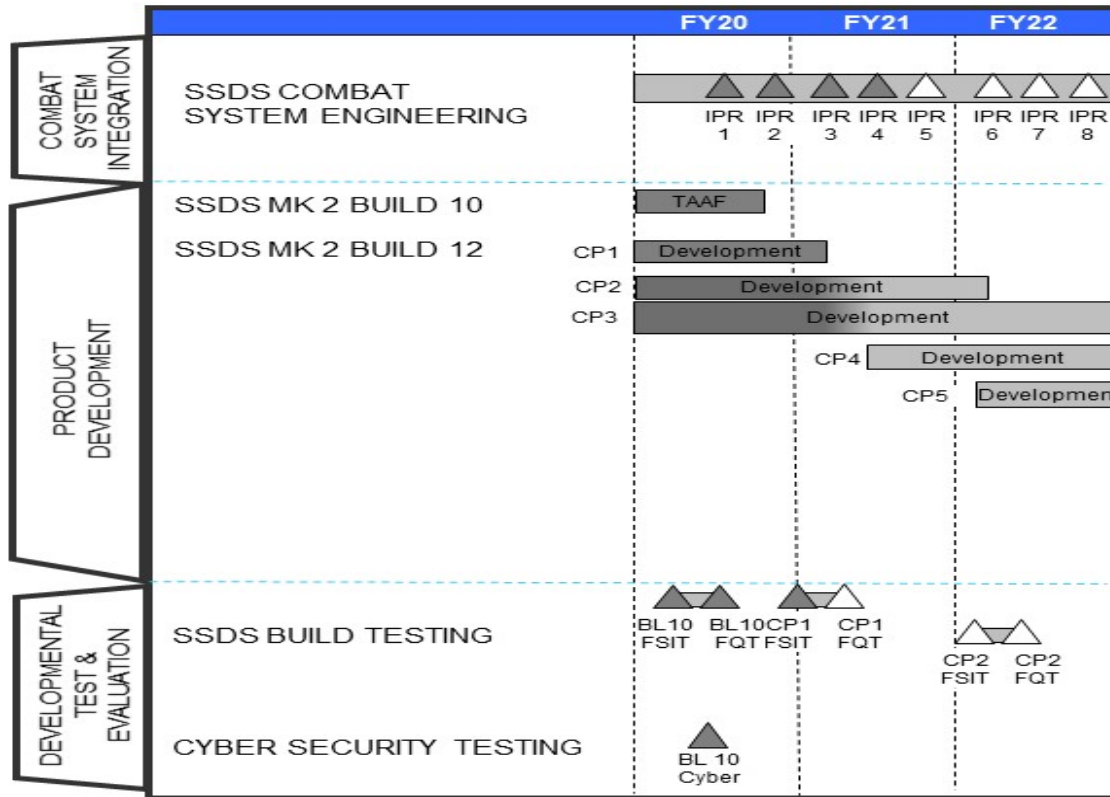 FY20 FY21 FY22
COMBAT
SYSTEM
INTEGRATION
SSDS COMBAT
SYSTEM ENGINEERING
IPR IPR IPR IPR IPR IPR IPR IPR
1 2 3 4 5 6 7 8
PRODUCT
DEVELOPMENT
SSDS MK 2 BUILD 10
TAAF
SSDS MK 2 BUILD 12
CP1 Development
CP2 Development
CP3 Development
CP4 Development
CP5 Developmen
DEVELOPMENTAL
TEST &
EVALUATION
SSDS BUILD TESTING
BL10 BL10 CP1 CP1
FSIT FQT FSIT FQT
CP2 CP2
FSIT FQT
CYBER SECURITY TESTING
BL 10
Cyber